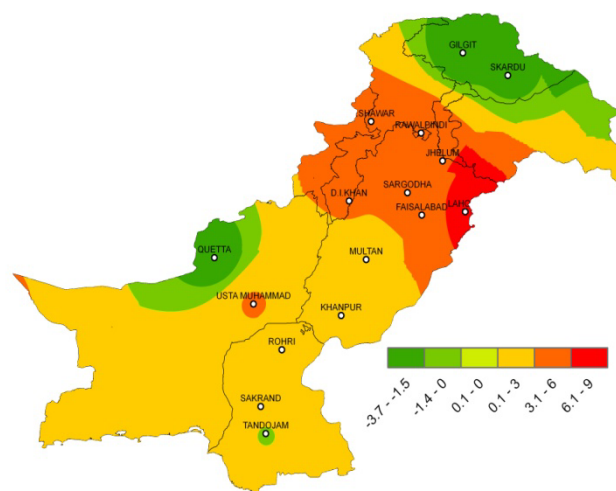 GILGIT
SKARDU
SHAWAR
RAWALPINDI
JHELUM
D.I.KHAN
SARGODHA
FAISALABAD
LAHO
QUETTA
MULTAN
USTA MUHAMMAD
KHANPUR
ROHRI
SAKRAND
TANDOJAM
-3.7 - -1.5
-1.4 - 0
0.1 - 0
0.1 - 3
3.1 - 6
6.1 - 9